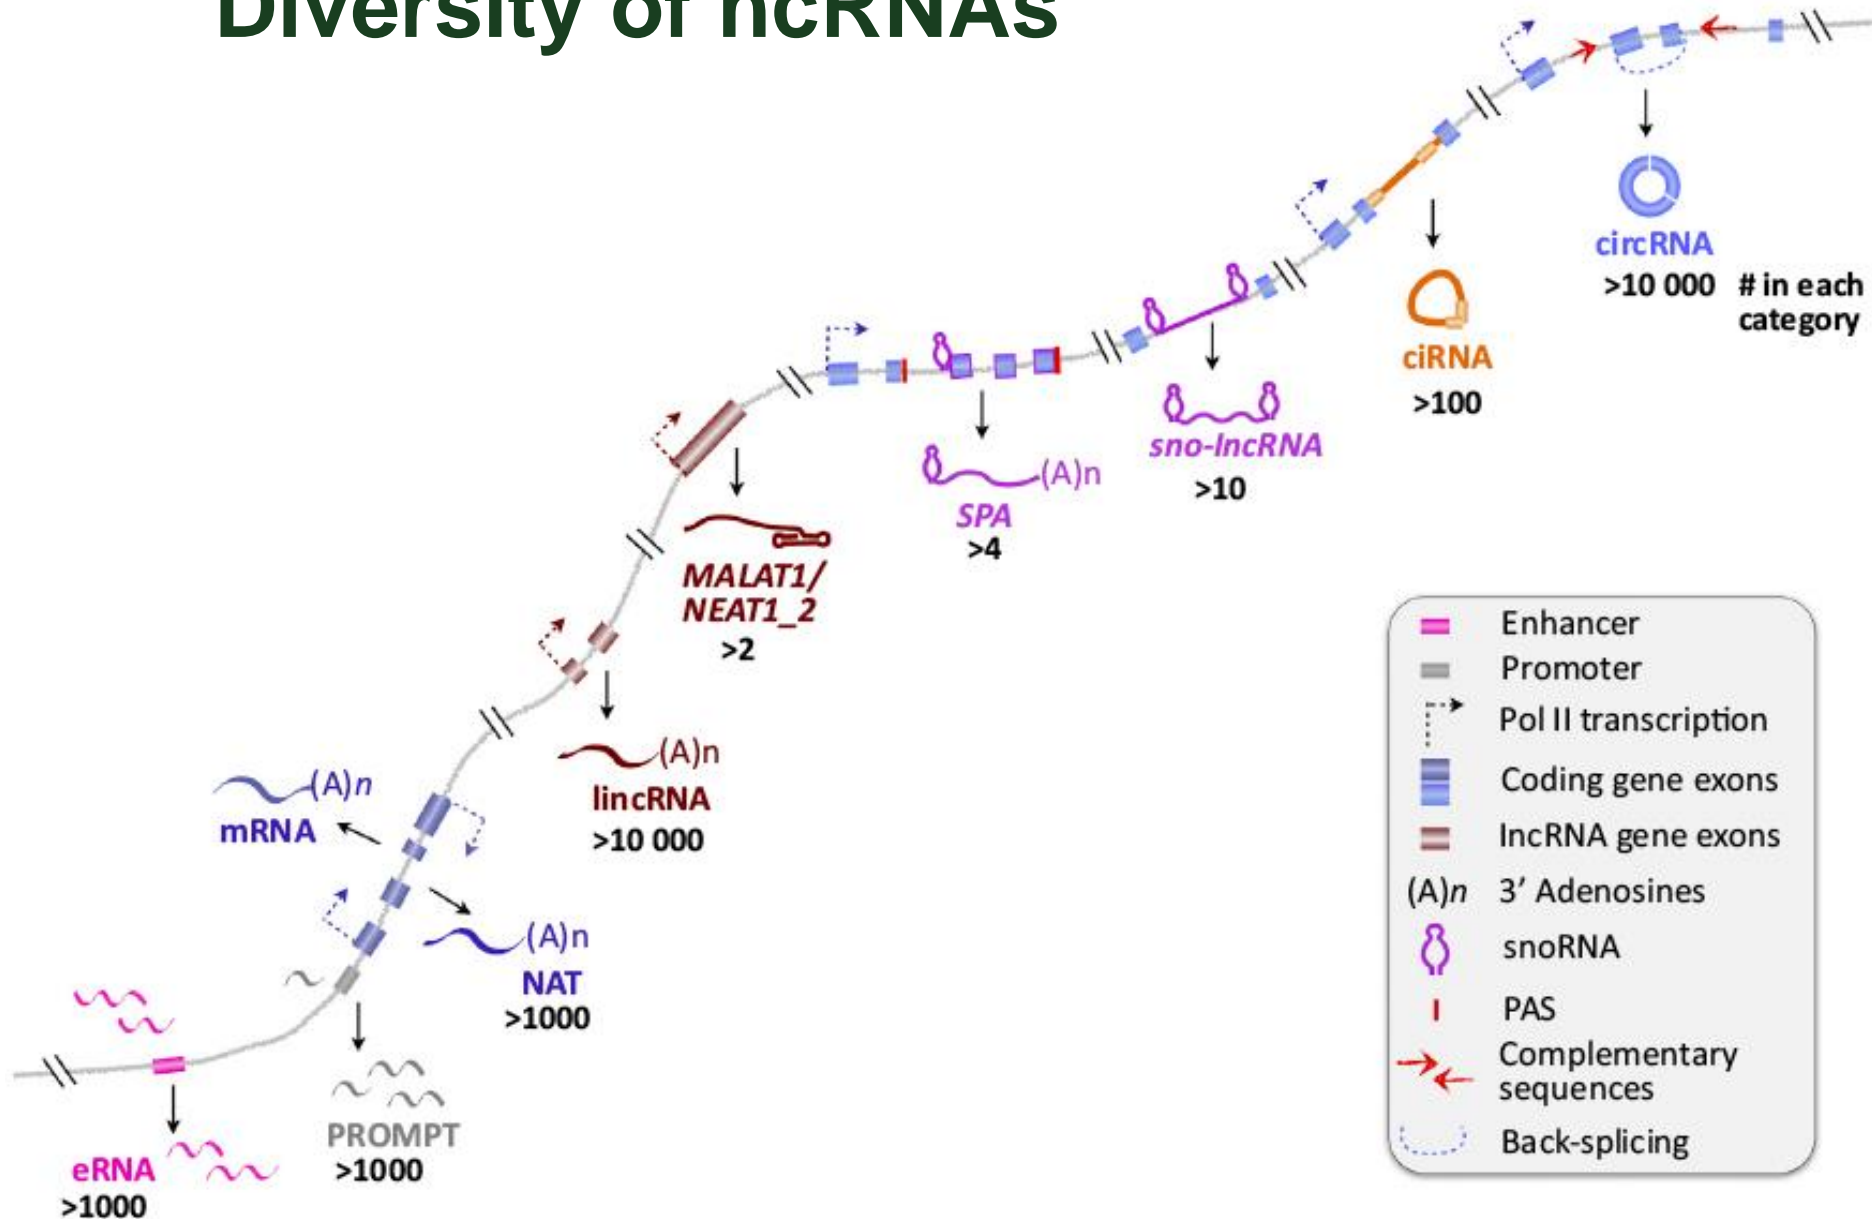 Diversity of ncRNAs
circRNA
>10 000
# in each
category
ciRNA
>100
sno-lncRNA
>10
(A)n
SPA
>4
MALAT1/
NEAT1_2
>2
(A)n
lincRNA
>10 000
(A)n
mRNA
(A)n
NAT
>1000
PROMPT
>1000
eRNA
>1000
Enhancer
Promoter
Pol II transcription
Coding gene exons
lncRNA gene exons
(A)n 3′ Adenosines
snoRNA
PAS
Complementary
sequences
Back-splicing